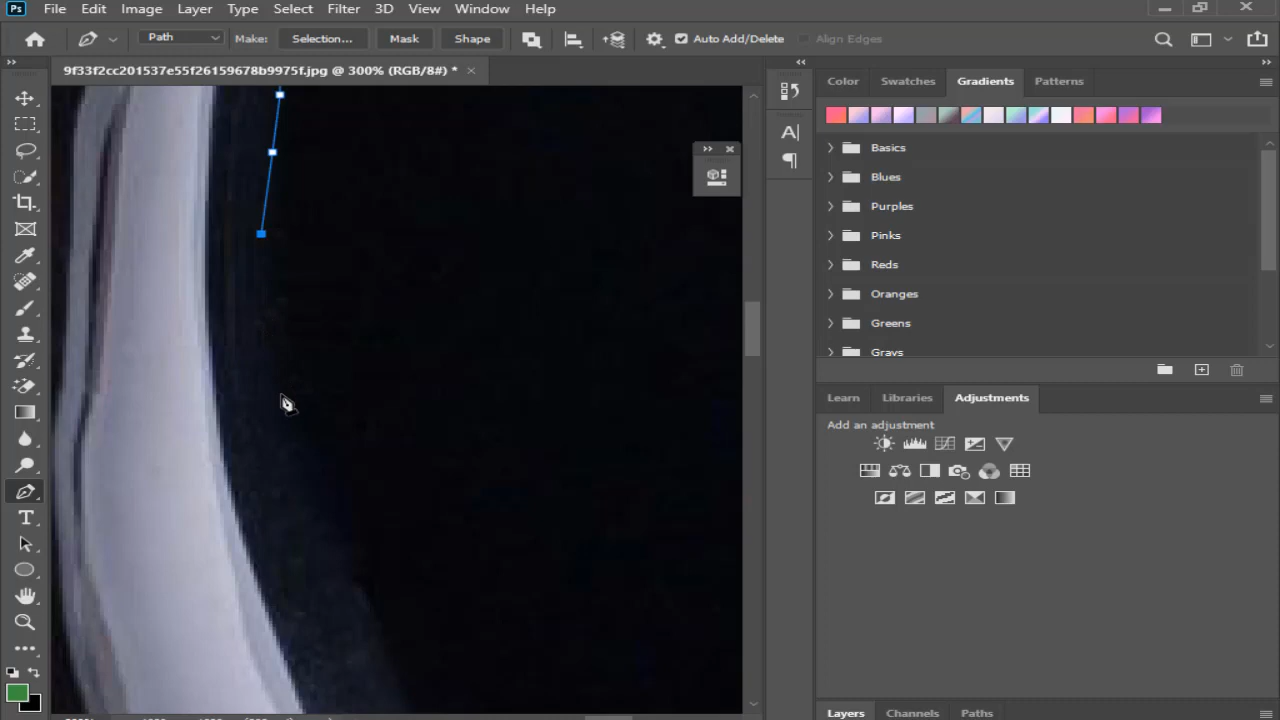 Ps File Edit Image Layer Type Select Filter 3D View Window Help
Path Make: Selection... Mask Shape Auto Add/Delete Align Edges
9f33f2cc201537e55f26159678b9975f.jpg @ 300% (RGB/8#) *
Color Swatches Gradients Patterns
Basics
Blues
Purples
Pinks
Reds
Oranges
Greens
Grays
Learn Libraries Adjustments
Add an adjustment
Layers Channels Paths